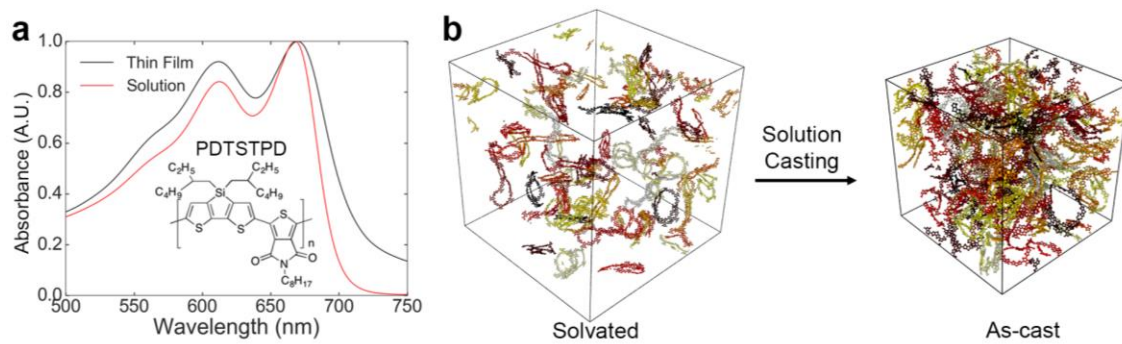 a
1.0
0.8
0.6
0.4
0.2
0.0
Absorbance (A.U.)
Thin Film
Solution
PDTSTPD
C2H5
C2H5
C4H9
Si
C4H9
S
S
S
n
O
N
O
C8H17
500
550
600
650
700
750
Wavelength (nm)
b
Solvated
Solution
Casting
As-cast